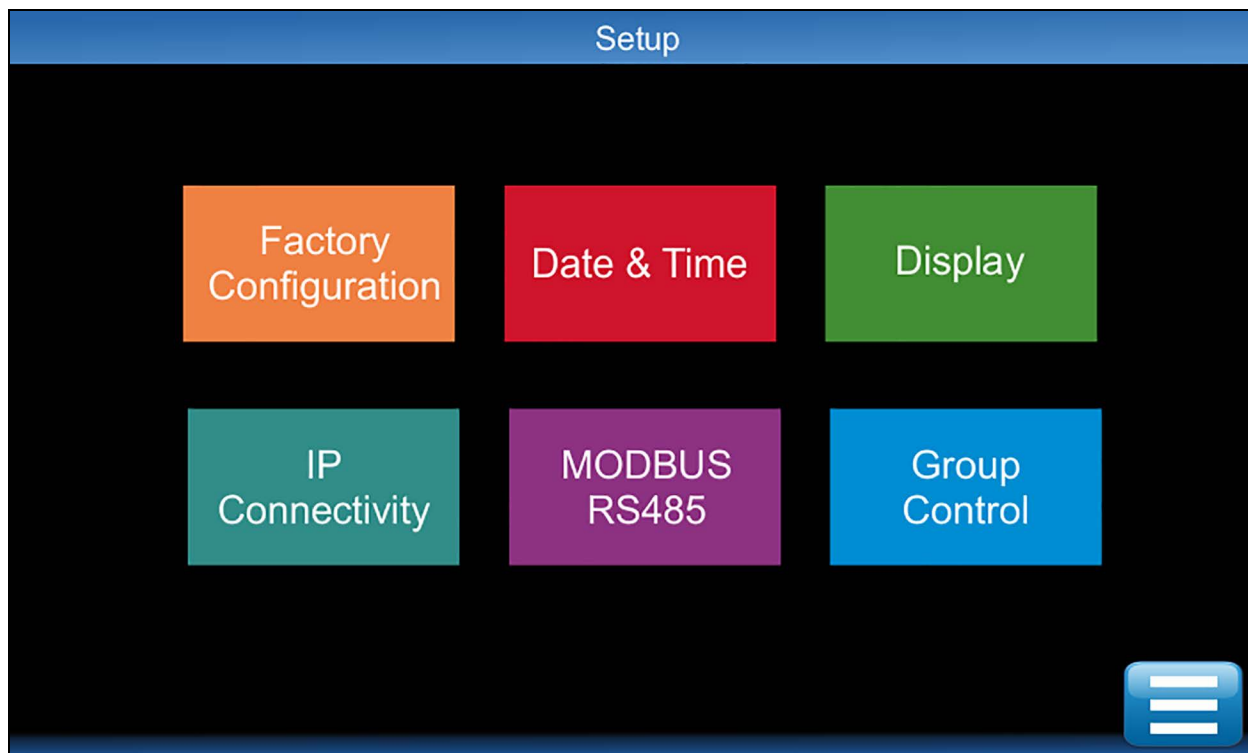 Setup
Factory
Configuration
Date & Time
Display
IP
Connectivity
MODBUS
RS485
Group
Control